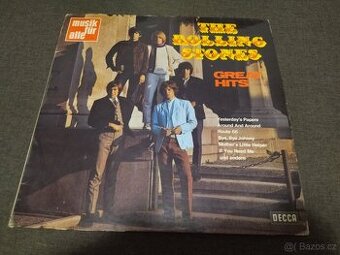 musik
für
alle
THE
ROLLING
STONES
GREAT
HITS
Yesterday's Papers
Around And Around
Route 66
Bye, Bye Johnny
Mother's Little Helper
If You Need Me
und andere
DECCA
Bazos.cz